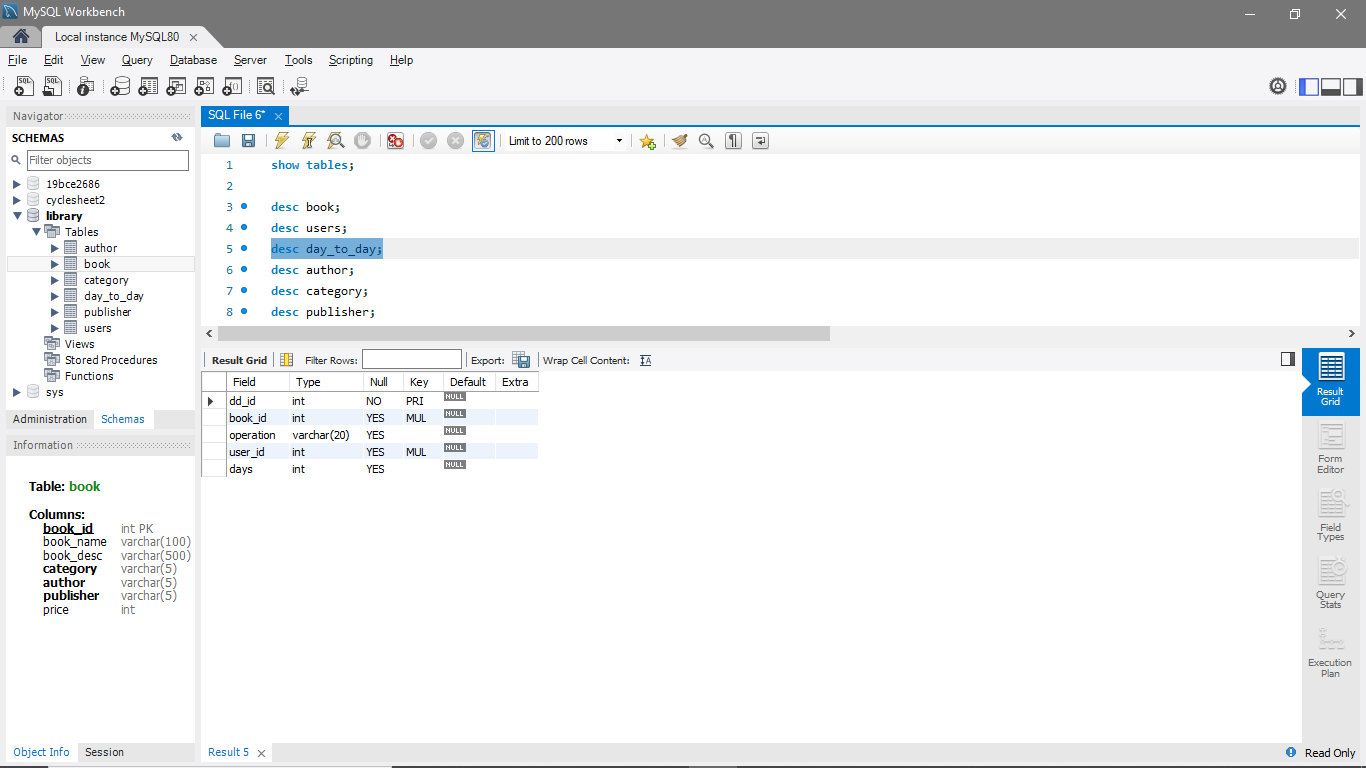 MySQL Workbench
Local instance MySQL80
File Edit View Query Database Server Tools Scripting Help
Navigator
SCHEMAS
Filter objects
19bce2686
cyclesheet2
library
Tables
author
book
category
day_to_day
publisher
users
Views
Stored Procedures
Functions
sys
Administration Schemas
Information
Table: book
Columns:
book_id int PK
book_name varchar(100)
book_desc varchar(500)
category varchar(5)
author varchar(5)
publisher varchar(5)
price int
Object Info Session
SQL File 6*
Limit to 200 rows
1 show tables;
2
3 desc book;
4 desc users;
5 desc day_to_day;
6 desc author;
7 desc category;
8 desc publisher;
Result Grid Filter Rows: Export: Wrap Cell Content:
Field Type Null Key Default Extra
dd_id int NO PRI NULL
book_id int YES MUL NULL
operation varchar(20) YES NULL
user_id int YES MUL NULL
days int YES NULL
Result
Grid
Form
Editor
Field
Types
Query
Stats
Execution
Plan
Result 5
Read Only